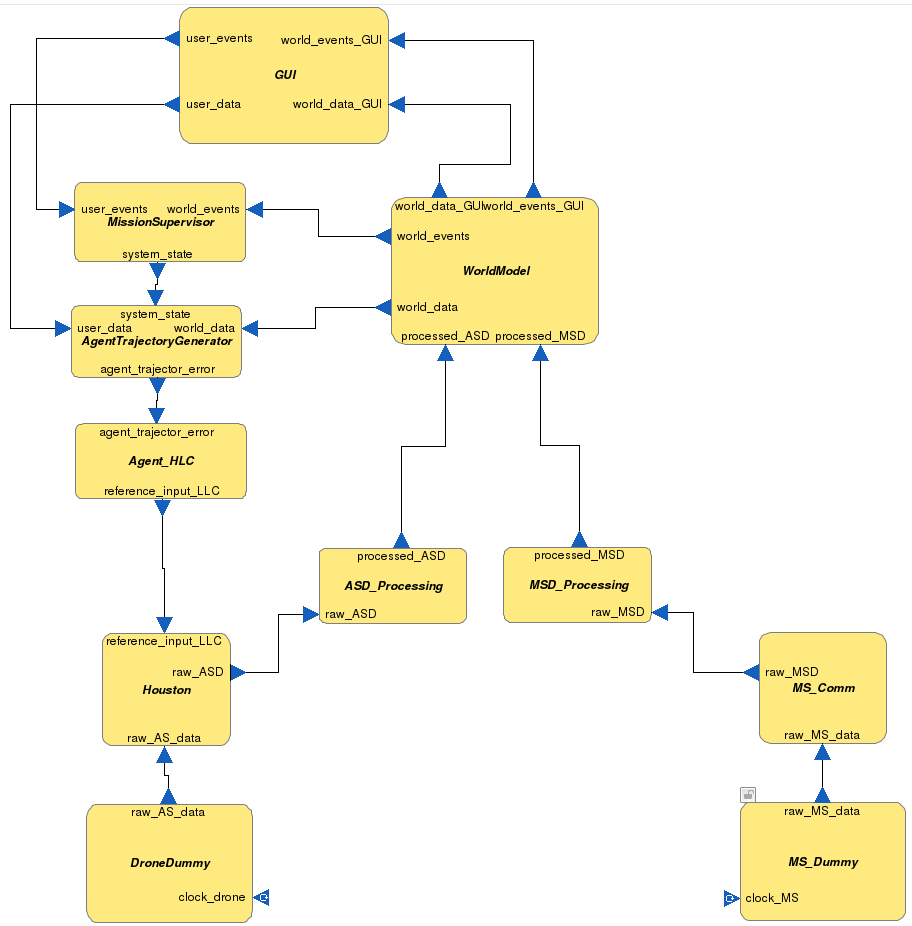 user_events
world_events_GUI
GUI
user_data
world_data_GUI
user_events
world_events
MissionSupervisor
system_state
world_data_GUI
world_events_GUI
world_events
WorldModel
world_data
processed_ASD
processed_MSD
system_state
user_data
world_data
AgentTrajectoryGenerator
agent_trajector_error
agent_trajector_error
Agent_HLC
reference_input_LLC
processed_ASD
ASD_Processing
raw_ASD
processed_MSD
MSD_Processing
raw_MSD
reference_input_LLC
raw_ASD
Houston
raw_AS_data
raw_MSD
MS_Comm
raw_MS_data
raw_AS_data
DroneDummy
clock_drone
raw_MS_data
MS_Dummy
clock_MS